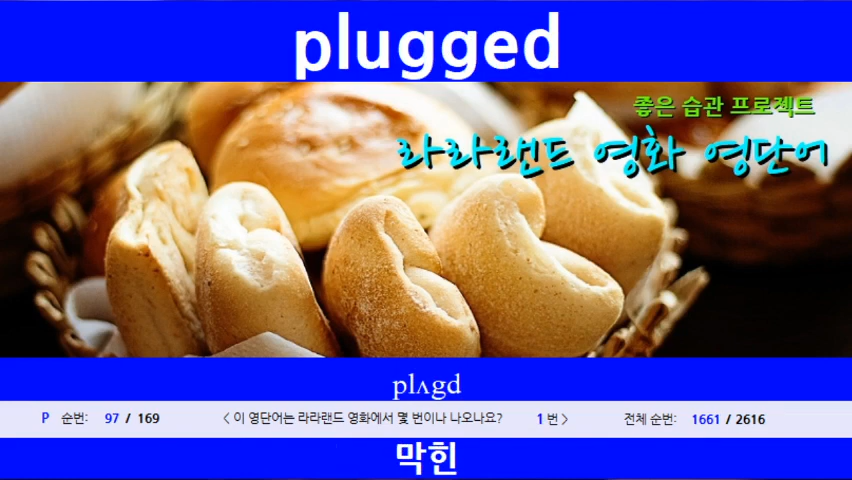 plugged
좋은 습관 프로젝트
라라랜드 영화 영단어
plʌgd
P 순번: 97 / 169 < 이 영단어는 라라랜드 영화에서 몇 번이나 나오나요? 1 번 > 전체 순번: 1661 / 2616
막힌